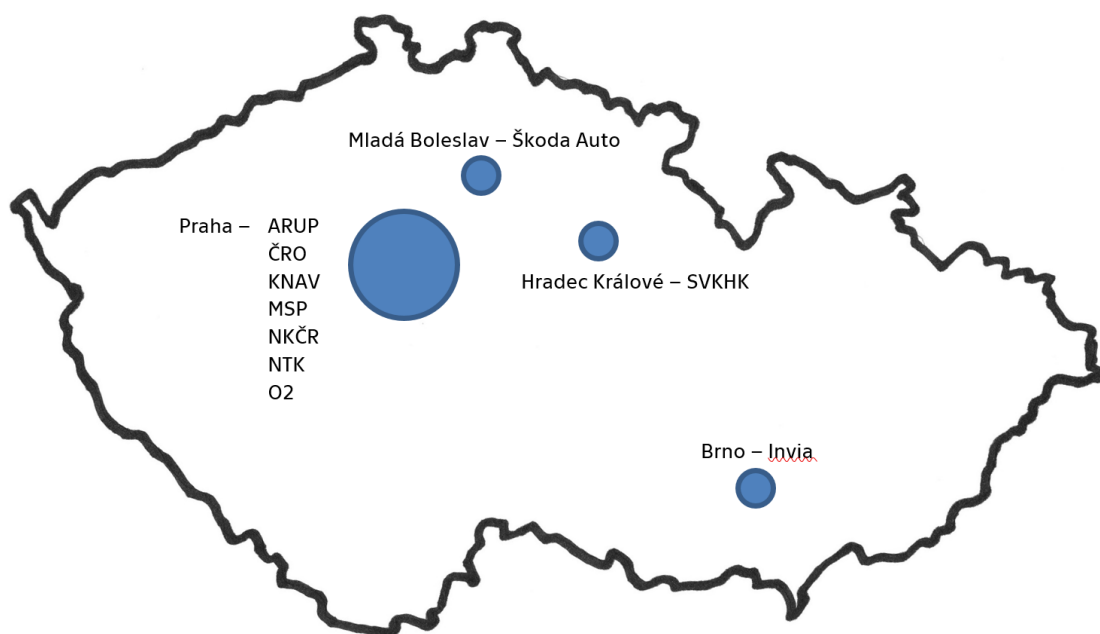 Mladá Boleslav – Škoda Auto
Praha – ARUP
ČRO
KNAV
MSP
NKČR
NTK
O2
Hradec Králové – SVKHK
Brno – Invia